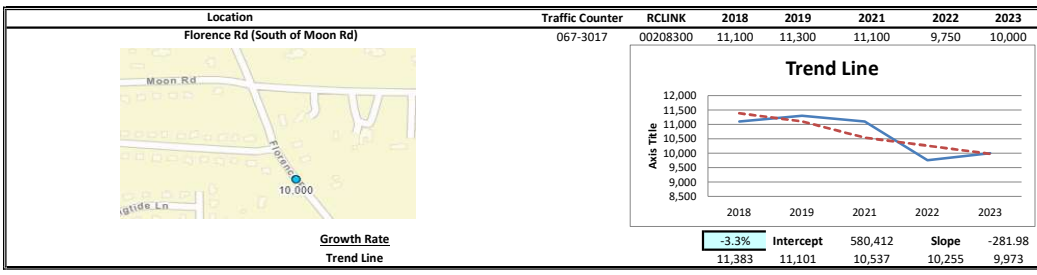 Location Traffic Counter RCLINK 2018 2019 2021 2022 2023
Florence Rd (South of Moon Rd) 067-3017 00208300 11,100 11,300 11,100 9,750 10,000
Moon Rd
Florence
10,000
gtide Ln
Trend Line
12,000
11,500
11,000
10,500
10,000
9,500
9,000
8,500
Axis Title
2018 2019 2021 2022 2023
Growth Rate -3.3% Intercept 580,412 Slope -281.98
Trend Line 11,383 11,101 10,537 10,255 9,973